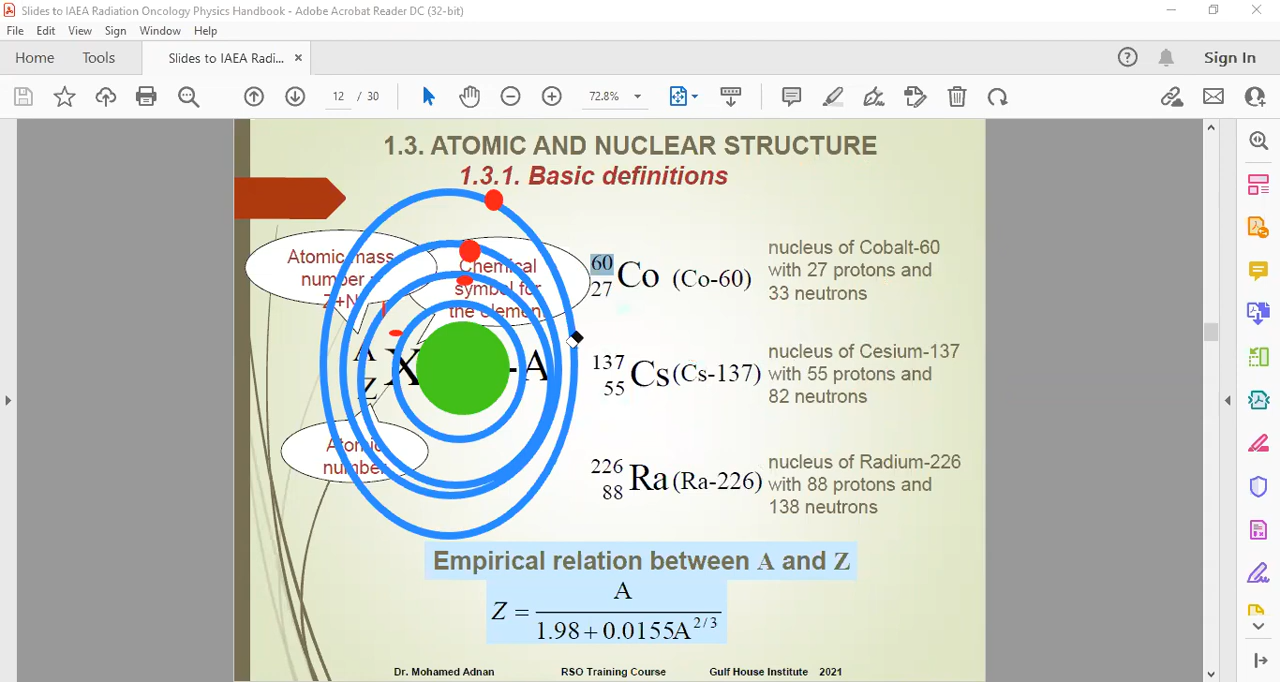 Slides to IAEA Radiation Oncology Physics Handbook - Adobe Acrobat Reader DC (32-bit)
File Edit View Sign Window Help
Home Tools Slides to IAEA Radi... × Sign In
12 / 30 72.8%
1.3. ATOMIC AND NUCLEAR STRUCTURE
1.3.1. Basic definitions
Atomic mass
number =
Z+N
Chemical
symbol for
the element
A
Z
X
-A
Atomic
number
60
27
Co (Co-60)
nucleus of Cobalt-60
with 27 protons and
33 neutrons
137
55
Cs (Cs-137)
nucleus of Cesium-137
with 55 protons and
82 neutrons
226
88
Ra (Ra-226)
nucleus of Radium-226
with 88 protons and
138 neutrons
Empirical relation between A and Z
Z = A
1.98+0.0155A2/3
Dr. Mohamed Adnan RSO Training Course Gulf House Institute 2021